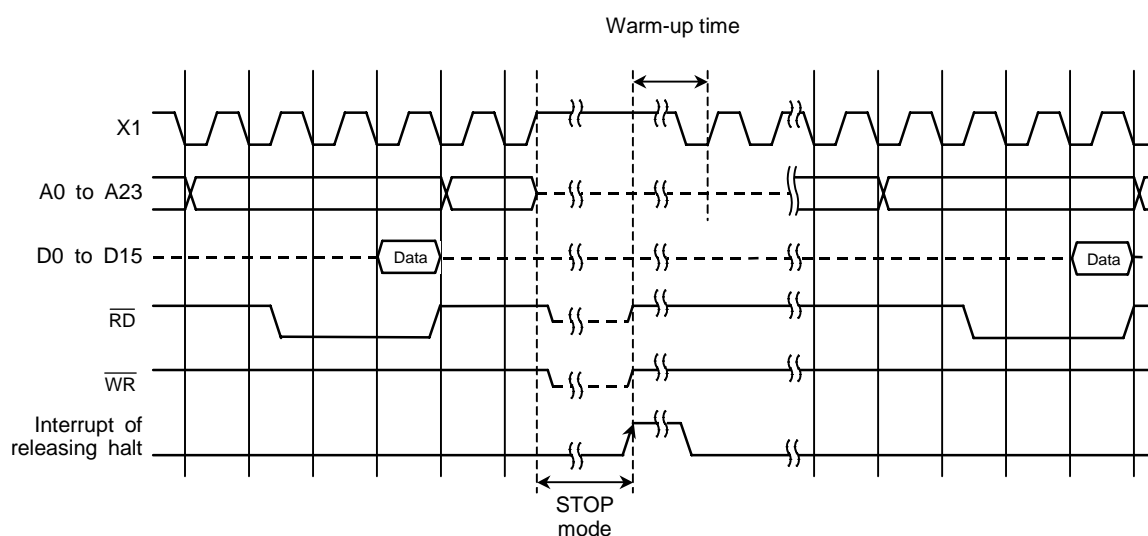 Warm-up time
X1
A0 to A23
D0 to D15
Data
Data
RD
WR
Interrupt of
releasing halt
STOP
mode